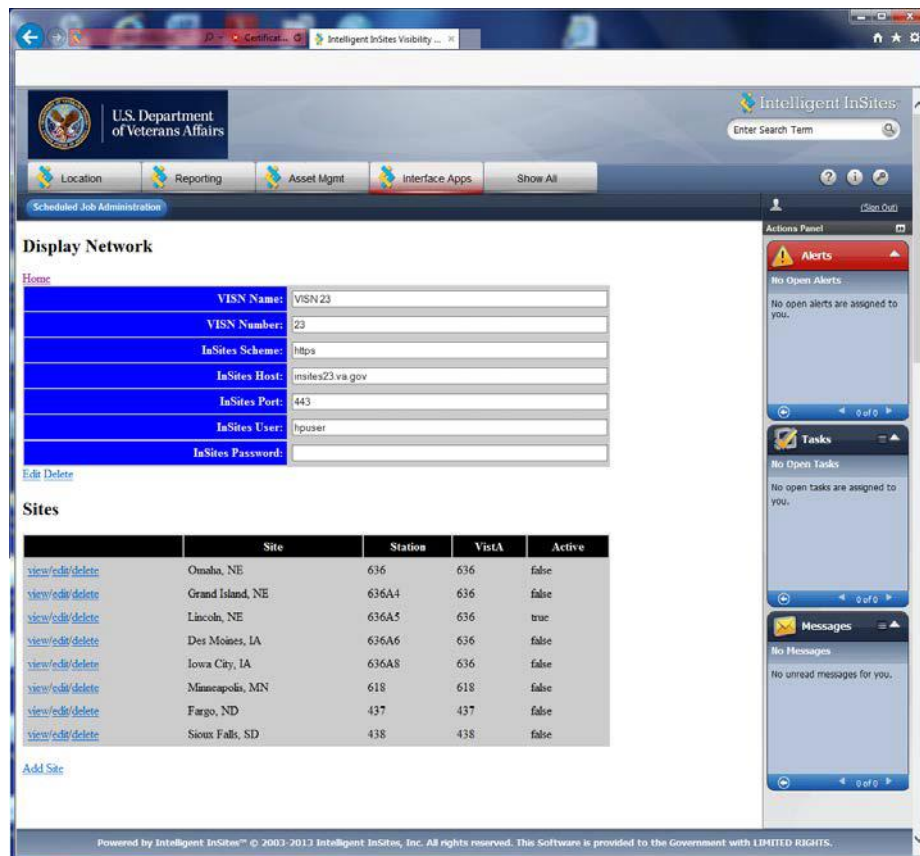 Certificat...
Intelligent InSites Visibility ...
U.S. Department
of Veterans Affairs
Intelligent InSites
Enter Search Term
Location
Reporting
Asset Mgmt
Interface Apps
Show All
Scheduled Job Administration
(Sign Out)
Actions Panel
Display Network
Home
VISN Name: VISN 23
VISN Number: 23
InSites Scheme: https
InSites Host: insites23.va.gov
InSites Port: 443
InSites User: hpuser
InSites Password:
Edit Delete
Sites
Site Station VistA Active
view/edit/delete Omaha, NE 636 636 false
view/edit/delete Grand Island, NE 636A4 636 false
view/edit/delete Lincoln, NE 636A5 636 true
view/edit/delete Des Moines, IA 636A6 636 false
view/edit/delete Iowa City, IA 636A8 636 false
view/edit/delete Minneapolis, MN 618 618 false
view/edit/delete Fargo, ND 437 437 false
view/edit/delete Sioux Falls, SD 438 438 false
Add Site
Alerts
No Open Alerts
No open alerts are assigned to
you.
0 of 0
Tasks
No Open Tasks
No open tasks are assigned to
you.
0 of 0
Messages
No Messages
No unread messages for you.
0 of 0
Powered by Intelligent InSites™ © 2003-2013 Intelligent InSites, Inc. All rights reserved. This Software is provided to the Government with LIMITED RIGHTS.